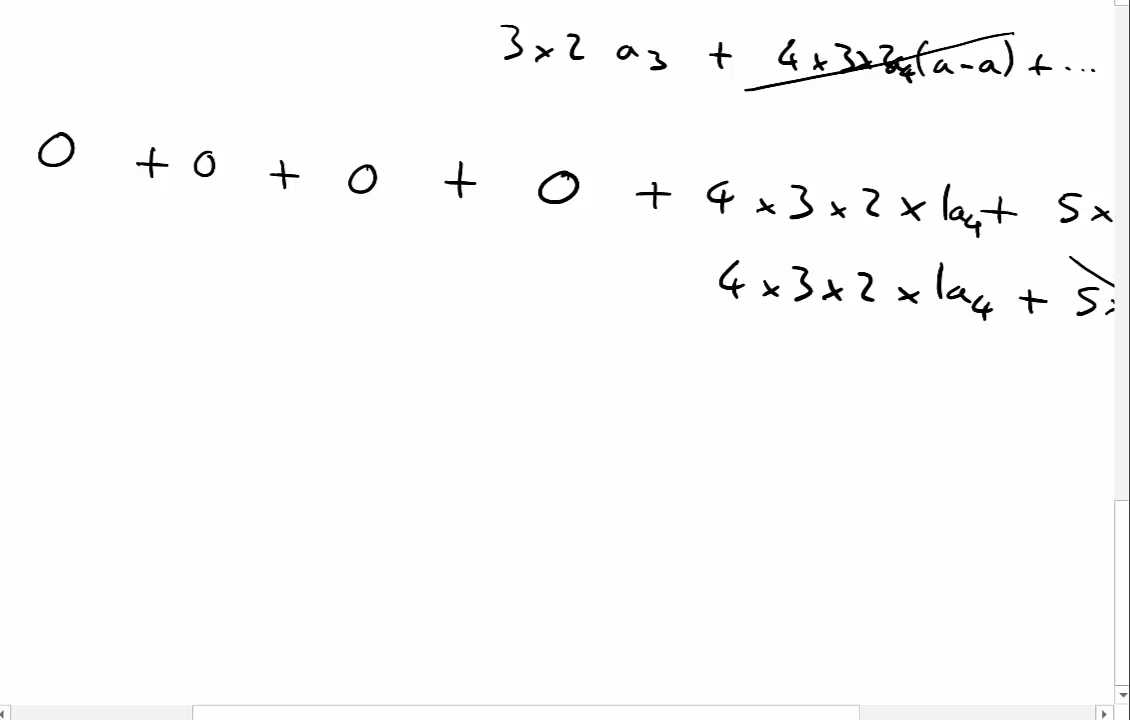 3 × 2 a₃ + 4 × 3 × 2a₄(a - a) + ...
0 + 0 + 0 + 0 + 4 × 3 × 2 × 1a₄ + 5 ×
4 × 3 × 2 × 1a₄ + 5